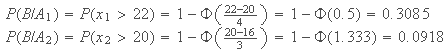 P(B/A₁) = P(x₁ > 22) = 1 − Φ((22−20)/4) = 1 − Φ(0.5) = 0.3085
P(B/A₂) = P(x₂ > 20) = 1 − Φ((20−16)/3) = 1 − Φ(1.333) = 0.0918